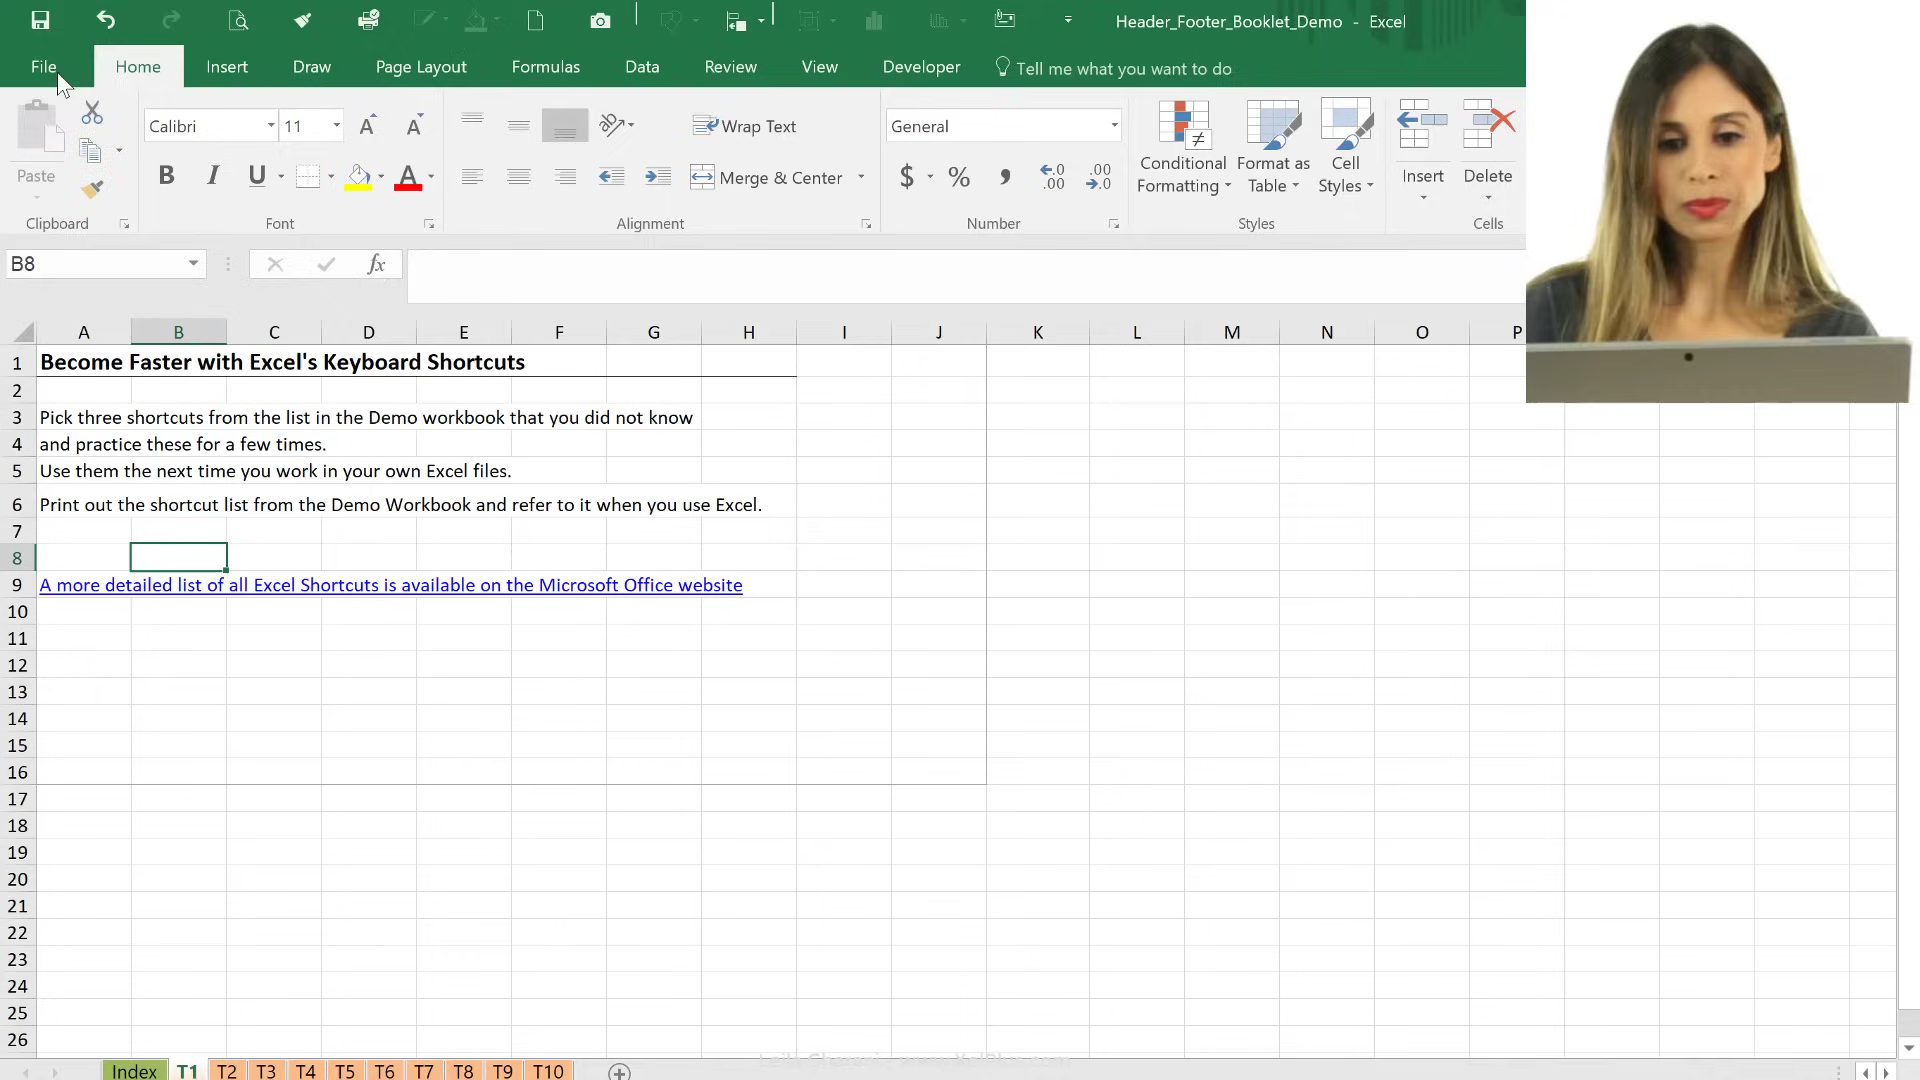 Header_Footer_Booklet_Demo - Excel
File Home Insert Draw Page Layout Formulas Data Review View Developer Tell me what you want to do
Calibri 11 Wrap Text General
Conditional Formatting
Format as Table
Cell Styles
Insert
Delete
Paste
B I U A Merge & Center $ % ,
Clipboard Font Alignment Number Styles Cells
B8 fx
A B C D E F G H I J K L M N O P
1 Become Faster with Excel's Keyboard Shortcuts
2
3 Pick three shortcuts from the list in the Demo workbook that you did not know
4 and practice these for a few times.
5 Use them the next time you work in your own Excel files.
6 Print out the shortcut list from the Demo Workbook and refer to it when you use Excel.
7
8
9 A more detailed list of all Excel Shortcuts is available on the Microsoft Office website
10
11
12
13
14
15
16
17
18
19
20
21
22
23
24
25
26
Index T1 T2 T3 T4 T5 T6 T7 T8 T9 T10